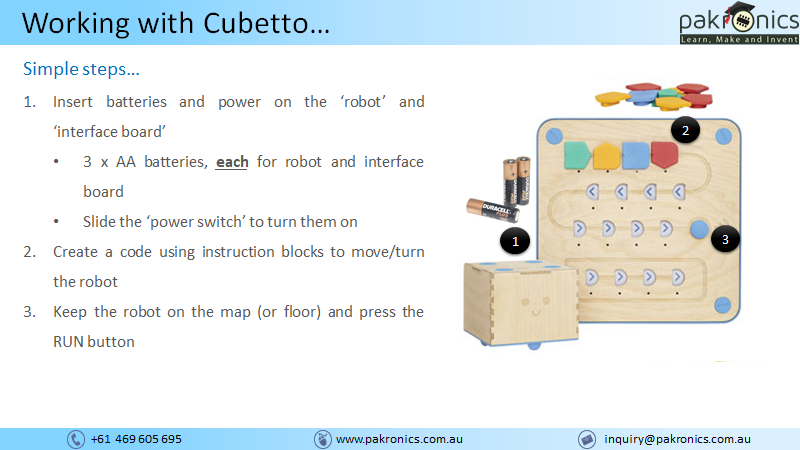 Working with Cubetto...
pakronics
Learn, Make and Invent
Simple steps...
1. Insert batteries and power on the ‘robot’ and
‘interface board’
• 3 x AA batteries, each for robot and interface
board
• Slide the ‘power switch’ to turn them on
2. Create a code using instruction blocks to move/turn
the robot
3. Keep the robot on the map (or floor) and press the
RUN button
2
DURACELL
1
3
+61 469 605 695
www.pakronics.com.au
inquiry@pakronics.com.au